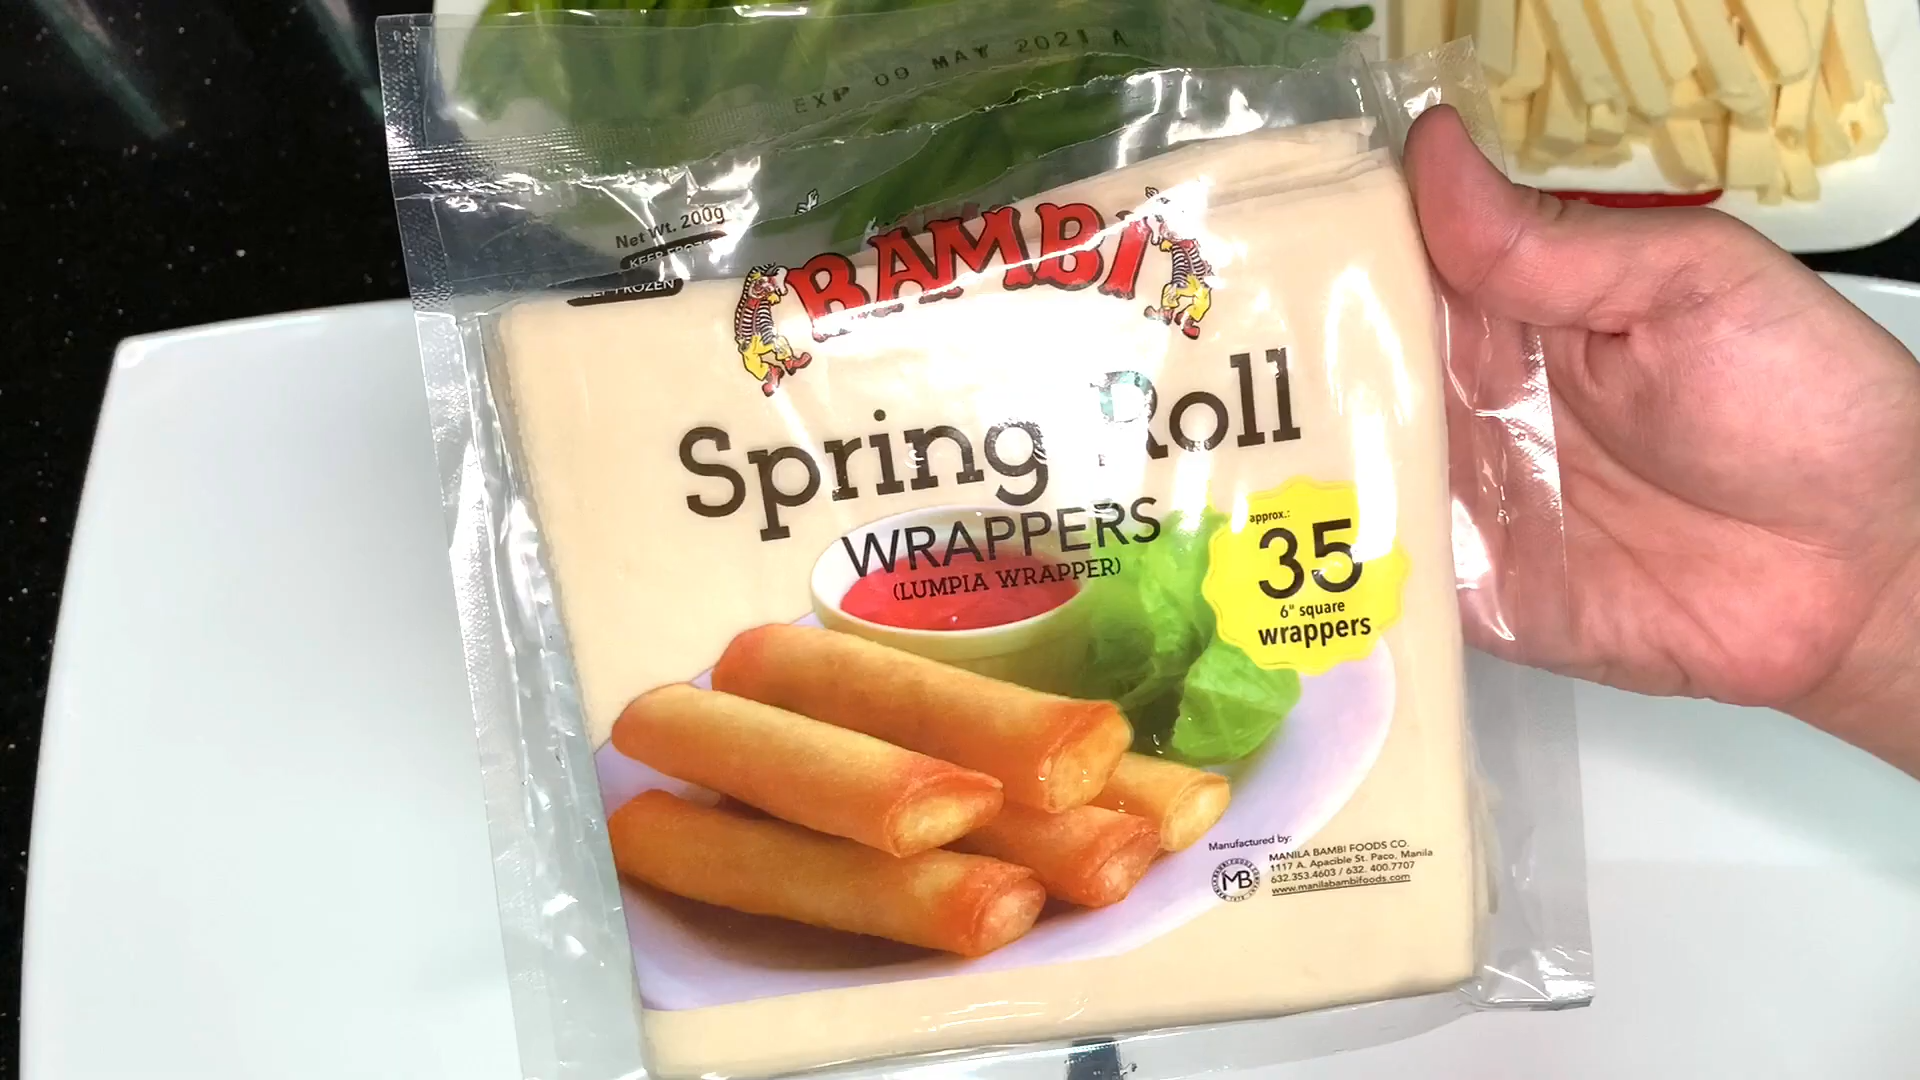 EXP 09 MAY 2021 A
Net Wt. 200g
KEEP FROZEN
KEEP FROZEN
BAMBI
Spring Roll
WRAPPERS
(LUMPIA WRAPPER)
approx.:
35
6" square
wrappers
Manufactured by:
MB
MANILA BAMBI FOODS CO.
1117 A. Apacible St. Paco, Manila
632.353.4603 / 632. 400.7707
www.manilabambifoods.com